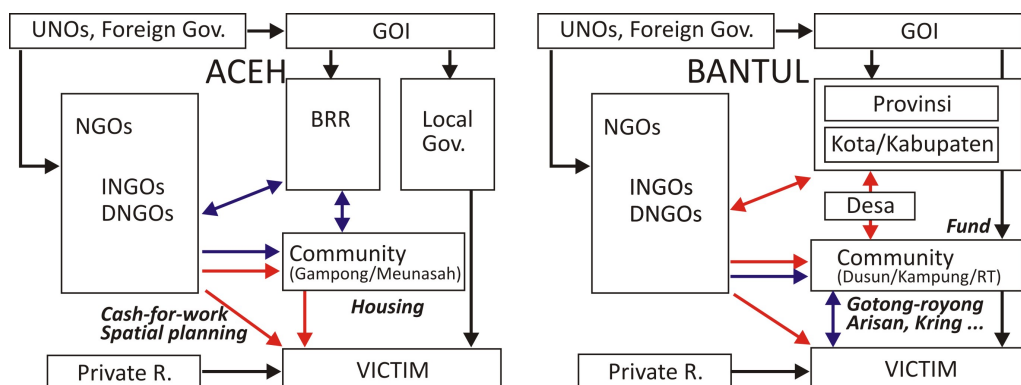 UNOs, Foreign Gov.
GOI
ACEH
NGOs
INGOs
DNGOs
BRR
Local
Gov.
Community
(Gampong/Meunasah)
Housing
Cash-for-work
Spatial planning
Private R.
VICTIM
UNOs, Foreign Gov.
GOI
BANTUL
NGOs
INGOs
DNGOs
Provinsi
Kota/Kabupaten
Desa
Fund
Community
(Dusun/Kampung/RT)
Gotong-royong
Arisan, Kring ...
Private R.
VICTIM